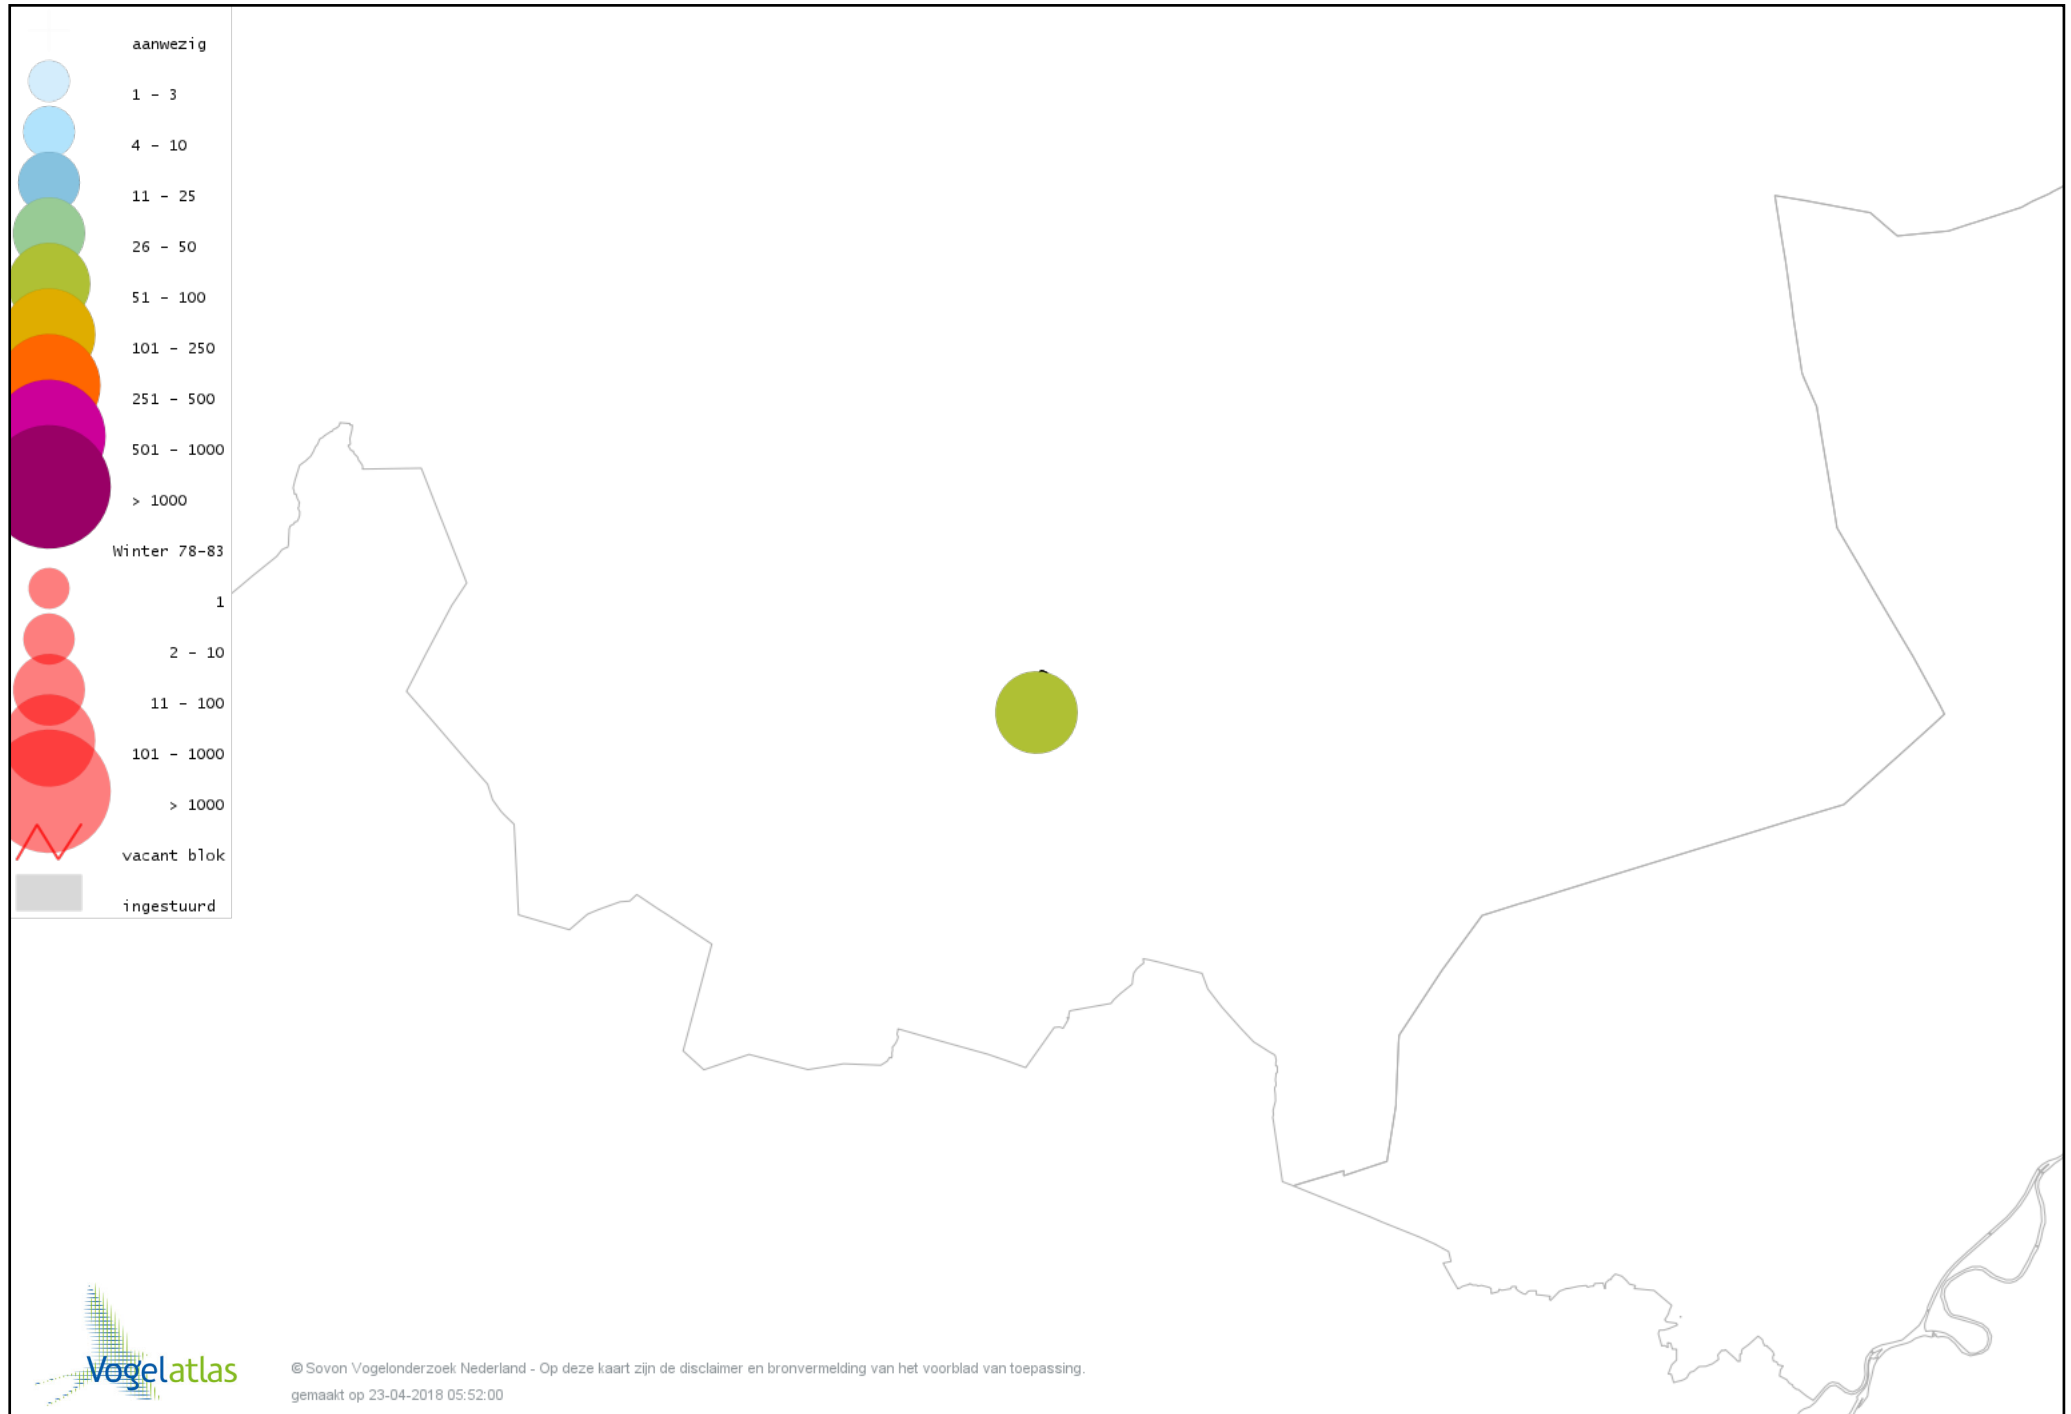 aanwezig
1 - 3
4 - 10
11 - 25
26 - 50
51 - 100
101 - 250
251 - 500
501 - 1000
> 1000
Winter 78-83
1
2 - 10
11 - 100
101 - 1000
> 1000
vacant blok
ingestuurd
Vogelatlas
© Sovon Vogelonderzoek Nederland - Op deze kaart zijn de disclaimer en bronvermelding van het voorblad van toepassing.
gemaakt op 23-04-2018 05:52:00